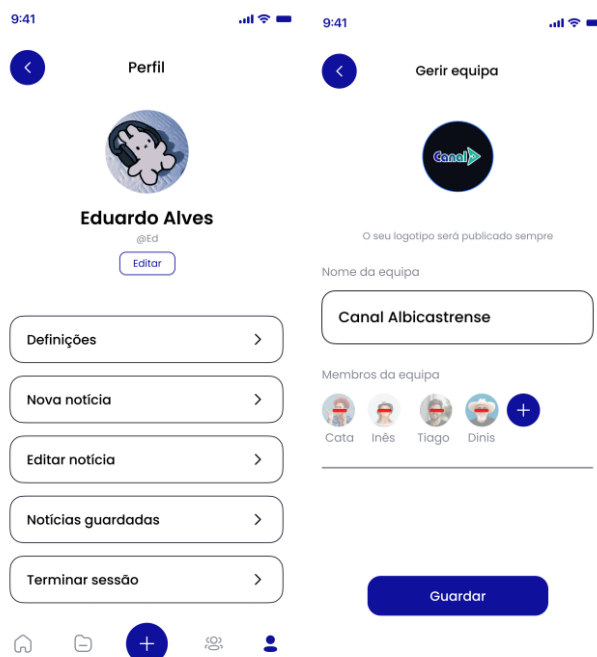 9:41
Perfil
Eduardo Alves
@Ed
Editar
Definições
Nova notícia
Editar notícia
Notícias guardadas
Terminar sessão
9:41
Gerir equipa
Canal
O seu logotipo será publicado sempre
Nome da equipa
Canal Albicastrense
Membros da equipa
Cata Inês Tiago Dinis
Guardar